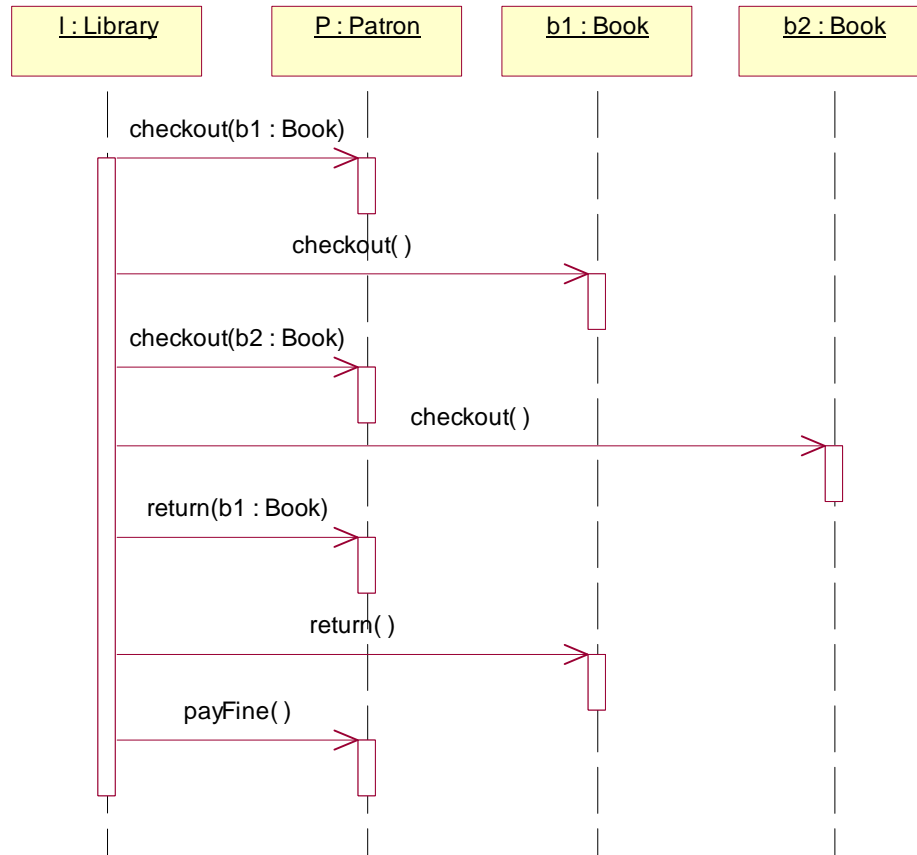 l : Library
P : Patron
b1 : Book
b2 : Book
checkout(b1 : Book)
checkout( )
checkout(b2 : Book)
checkout( )
return(b1 : Book)
return( )
payFine( )